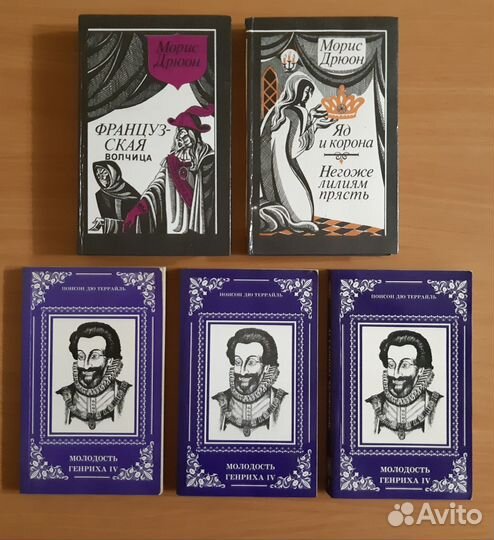 Морис
Дрюон
ФРАНЦУЗ-
СКАЯ
ВОЛЧИЦА
Морис
Дрюон
Яд
и корона
Негоже
лилиям
прясть
ПОНСОН ДЮ ТЕРРАЙЛЬ
МОЛОДОСТЬ
ГЕНРИХА IV
ПОНСОН ДЮ ТЕРРАЙЛЬ
МОЛОДОСТЬ
ГЕНРИХА IV
ПОНСОН ДЮ ТЕРРАЙЛЬ
МОЛОДОСТЬ
ГЕНРИХА IV
Avito